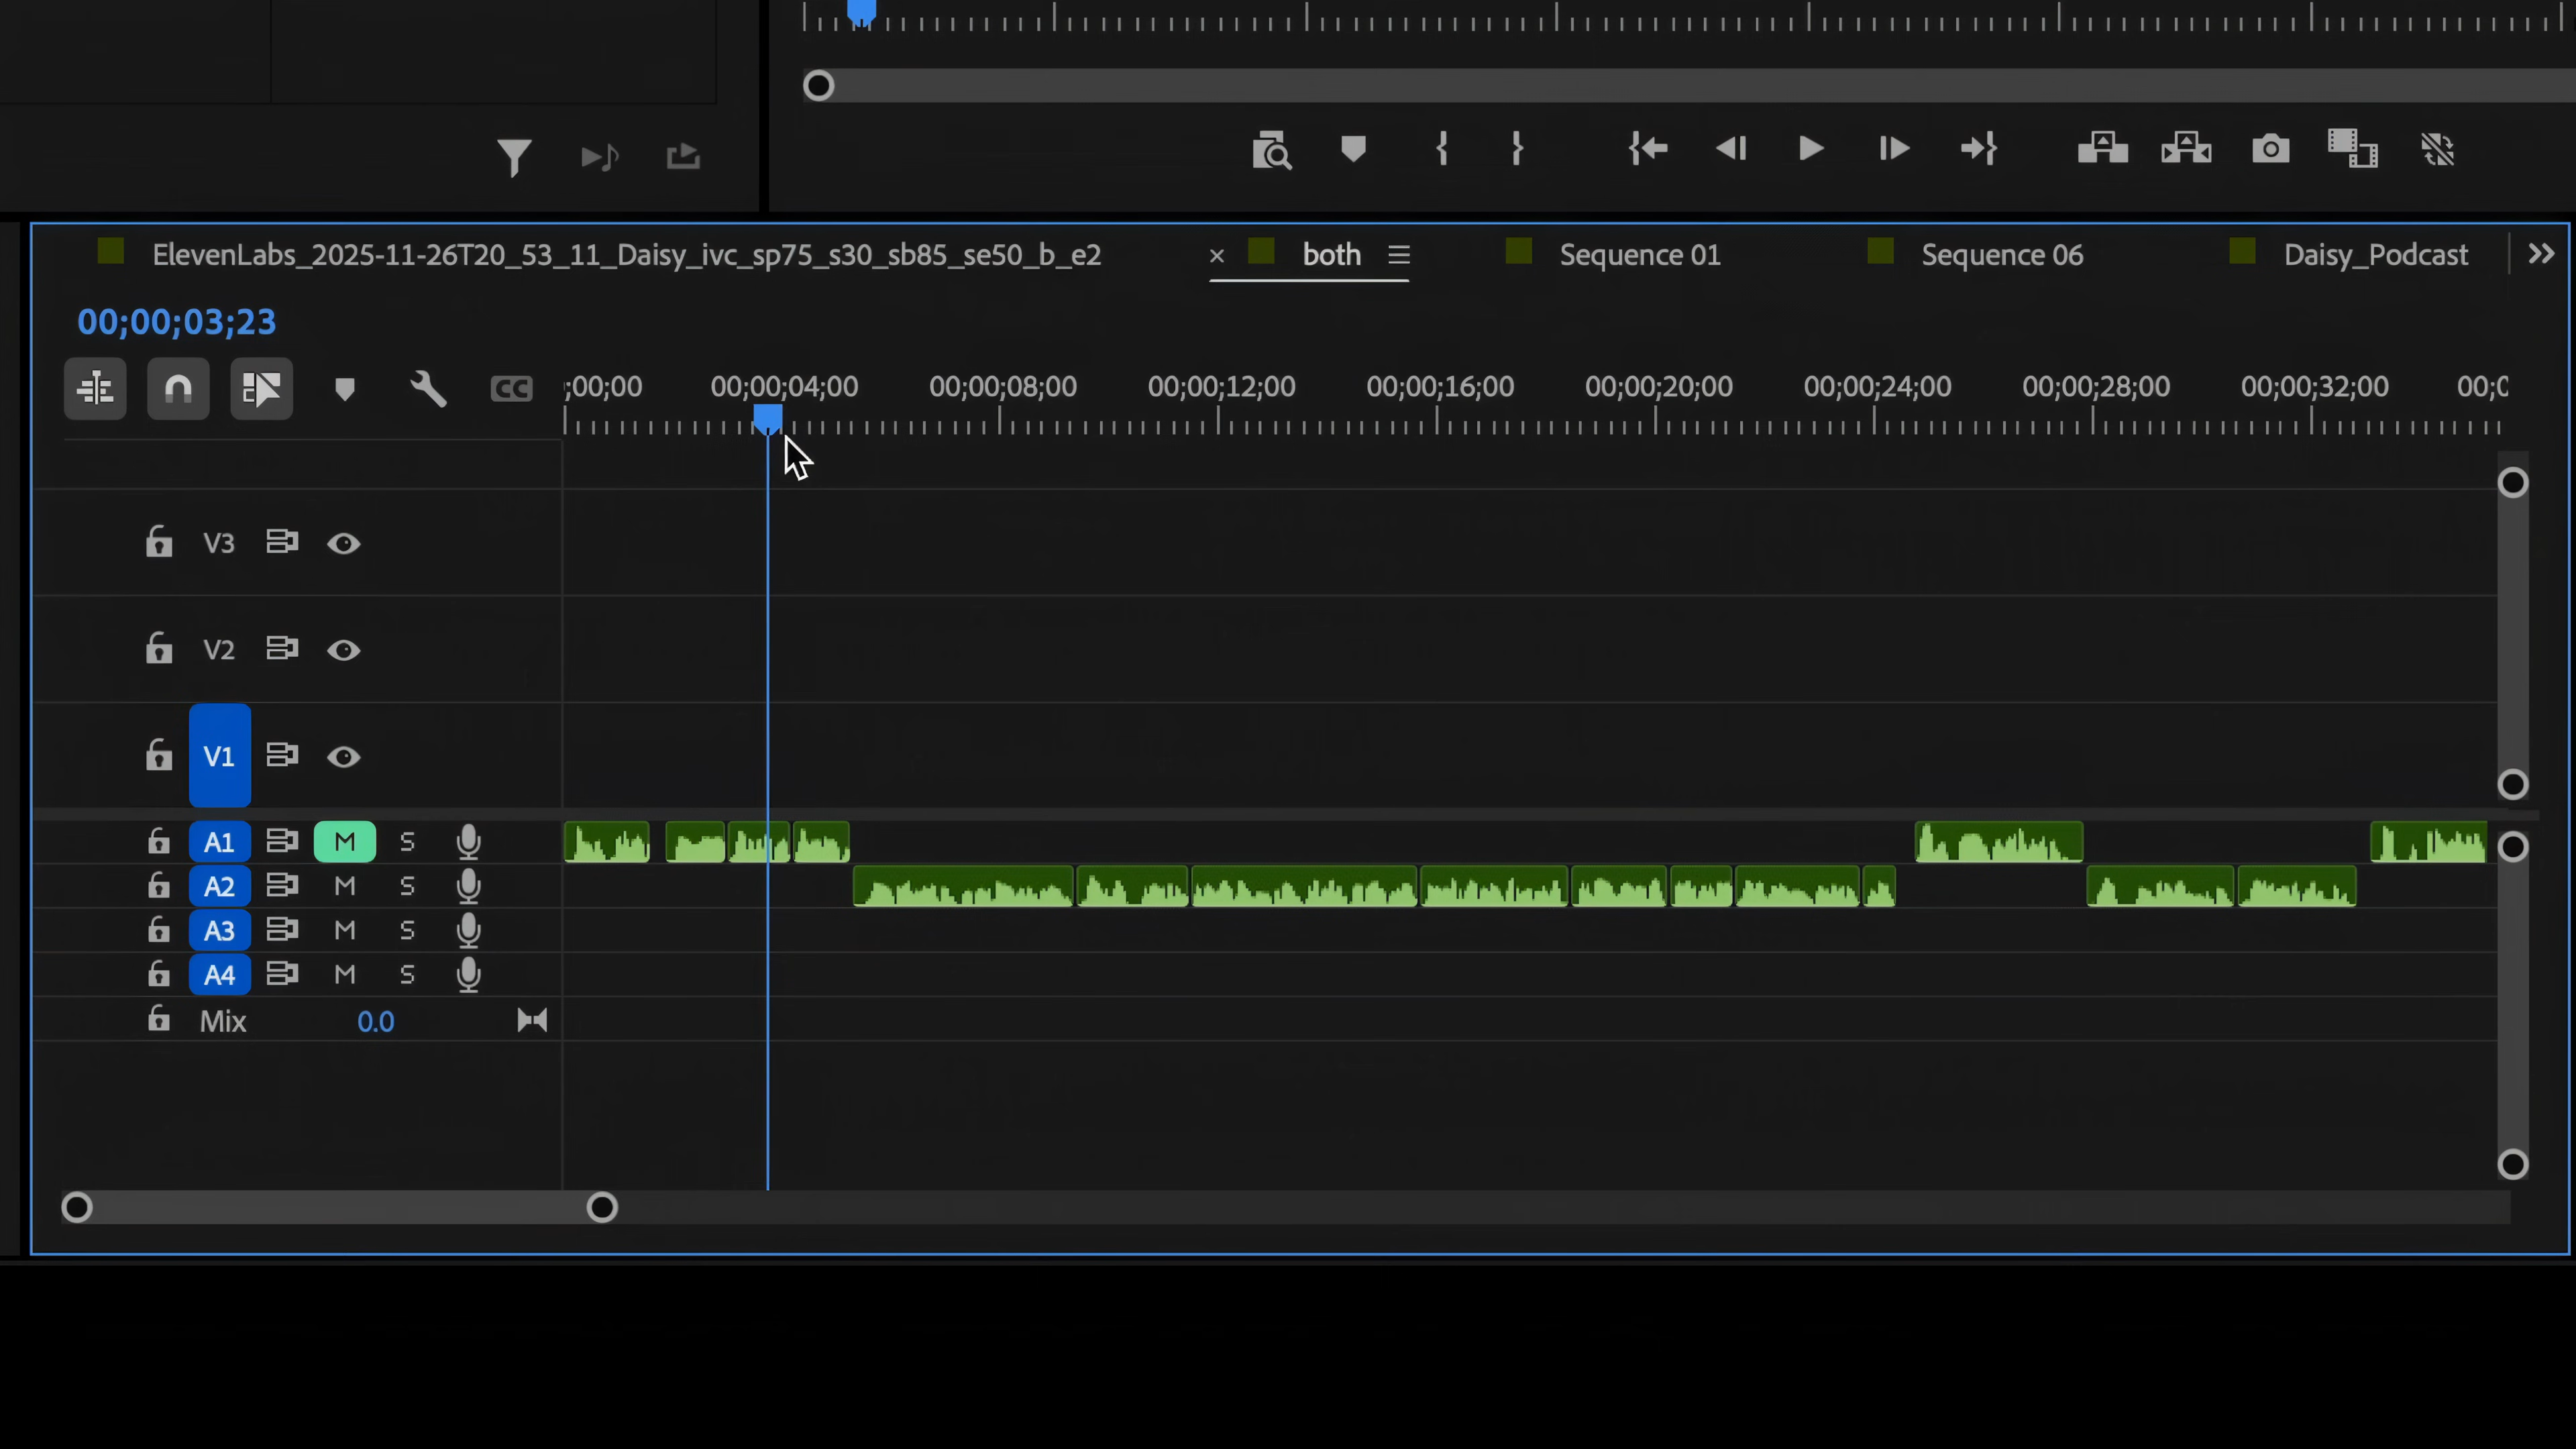 ElevenLabs_2025-11-26T20_53_11_Daisy_ivc_sp75_s30_sb85_se50_b_e2 × both Sequence 01 Sequence 06 Daisy_Podcast
00;00;03;23
CC ;00;00 00;00;04;00 00;00;08;00 00;00;12;00 00;00;16;00 00;00;20;00 00;00;24;00 00;00;28;00 00;00;32;00 00;0
V3
V2
V1
A1 M S
A2 M S
A3 M S
A4 M S
Mix 0.0